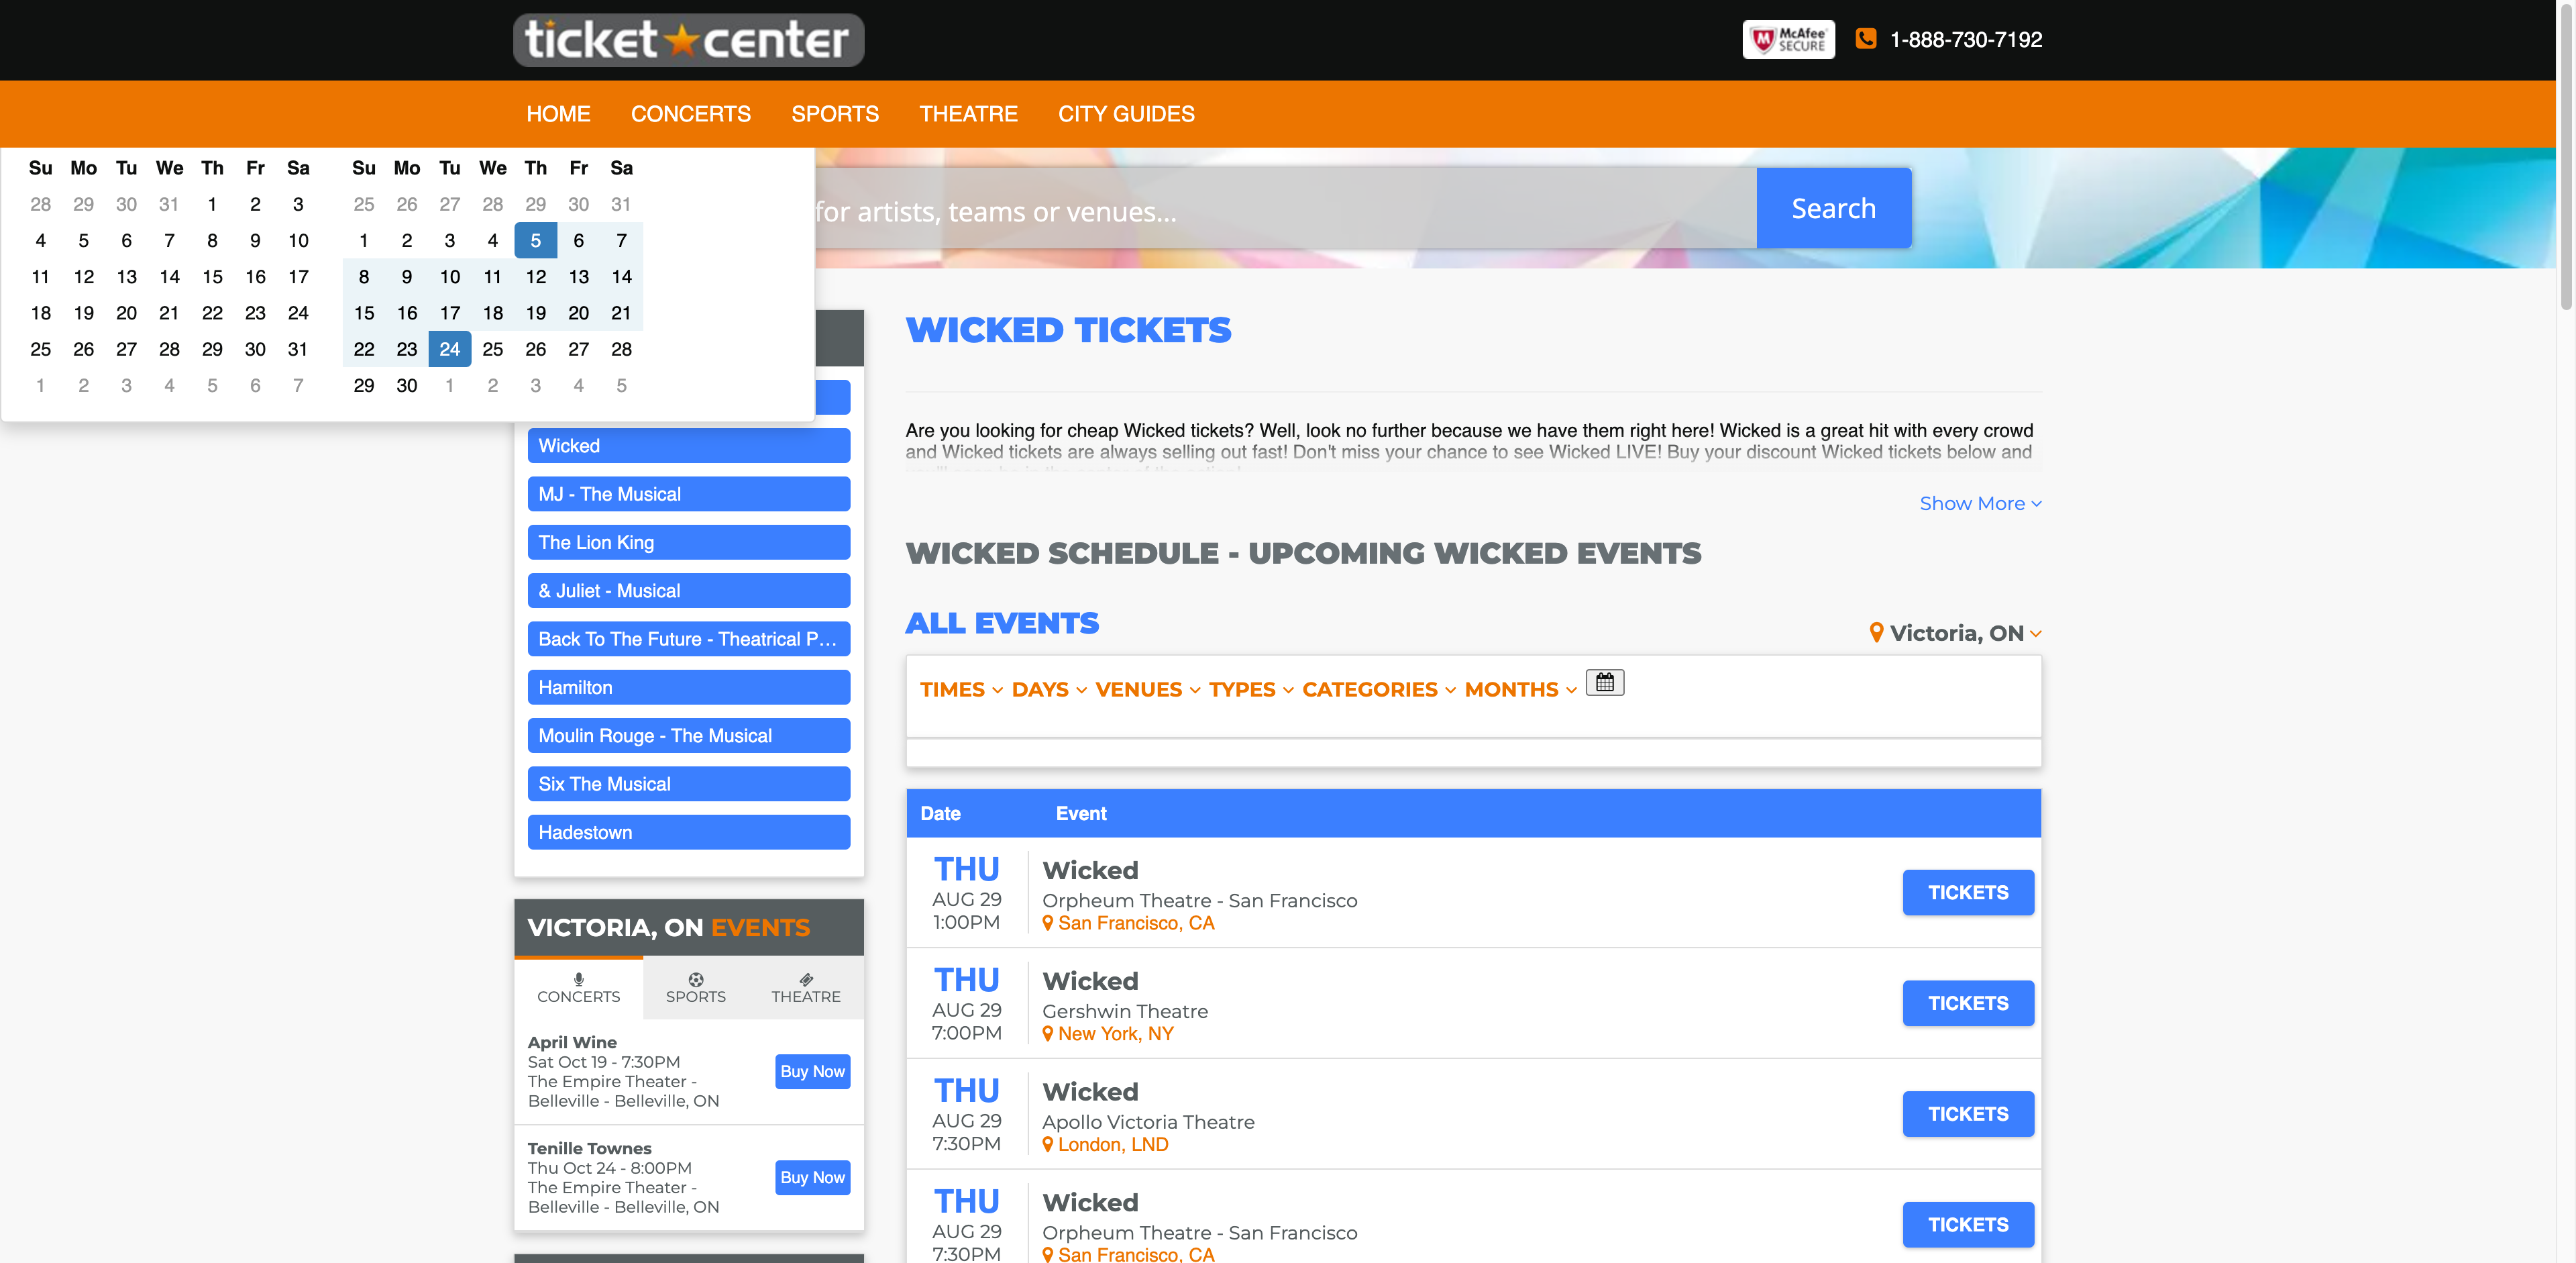 ticket center
McAfee SECURE
1-888-730-7192
HOME CONCERTS SPORTS THEATRE CITY GUIDES
Su Mo Tu We Th Fr Sa
28 29 30 31 1 2 3
4 5 6 7 8 9 10
11 12 13 14 15 16 17
18 19 20 21 22 23 24
25 26 27 28 29 30 31
1 2 3 4 5 6 7
Su Mo Tu We Th Fr Sa
25 26 27 28 29 30 31
1 2 3 4 5 6 7
8 9 10 11 12 13 14
15 16 17 18 19 20 21
22 23 24 25 26 27 28
29 30 1 2 3 4 5
for artists, teams or venues...
Search
Wicked
MJ - The Musical
The Lion King
& Juliet - Musical
Back To The Future - Theatrical P...
Hamilton
Moulin Rouge - The Musical
Six The Musical
Hadestown
VICTORIA, ON EVENTS
CONCERTS SPORTS THEATRE
April Wine
Sat Oct 19 - 7:30PM
The Empire Theater -
Belleville - Belleville, ON
Buy Now
Tenille Townes
Thu Oct 24 - 8:00PM
The Empire Theater -
Belleville - Belleville, ON
Buy Now
WICKED TICKETS
Are you looking for cheap Wicked tickets? Well, look no further because we have them right here! Wicked is a great hit with every crowd
and Wicked tickets are always selling out fast! Don't miss your chance to see Wicked LIVE! Buy your discount Wicked tickets below and
Show More
WICKED SCHEDULE - UPCOMING WICKED EVENTS
ALL EVENTS
Victoria, ON
TIMES DAYS VENUES TYPES CATEGORIES MONTHS
Date Event
THU
AUG 29
1:00PM
Wicked
Orpheum Theatre - San Francisco
San Francisco, CA
TICKETS
THU
AUG 29
7:00PM
Wicked
Gershwin Theatre
New York, NY
TICKETS
THU
AUG 29
7:30PM
Wicked
Apollo Victoria Theatre
London, LND
TICKETS
THU
AUG 29
7:30PM
Wicked
Orpheum Theatre - San Francisco
San Francisco, CA
TICKETS